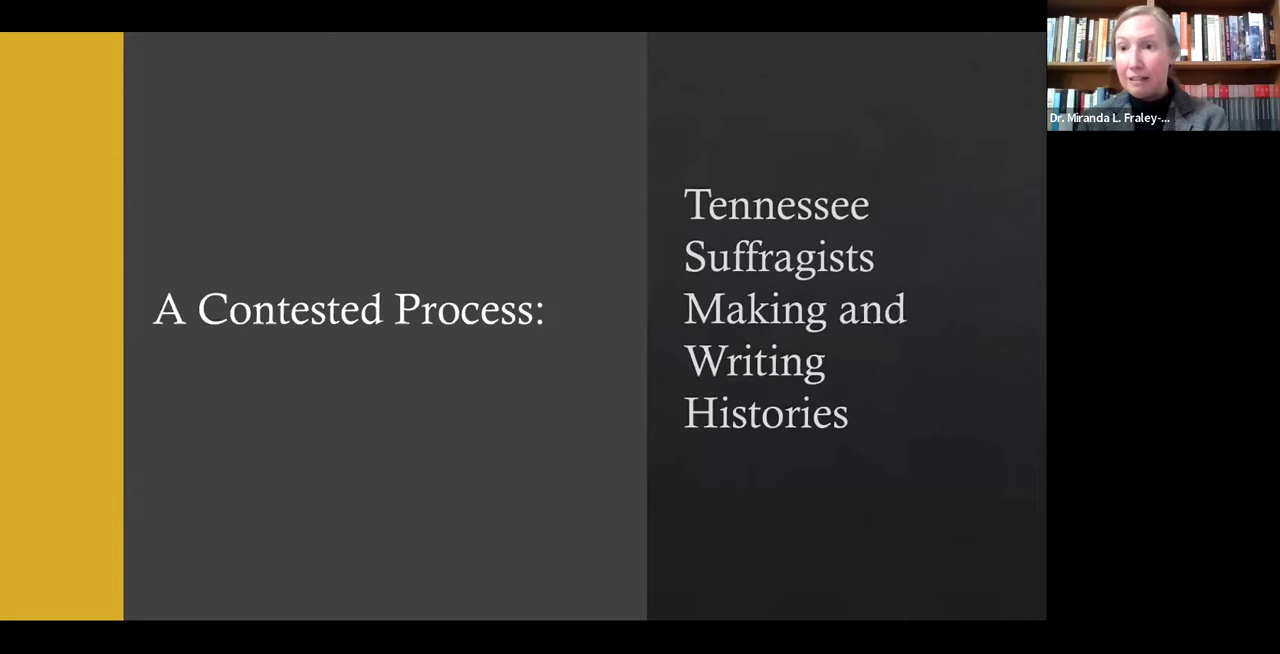 A Contested Process:
Tennessee
Suffragists
Making and
Writing
Histories
Dr. Miranda L. Fraley-...